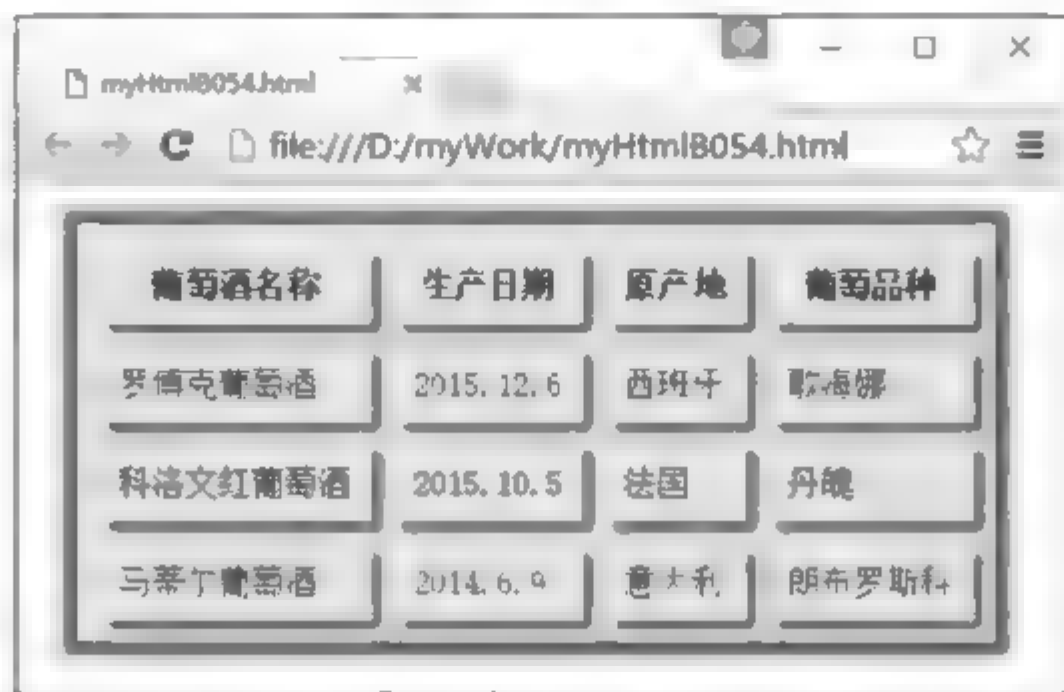 myHtmlB054.html
file:///D:/myWork/myHtmlB054.html
葡萄酒名称 生产日期 原产地 葡萄品种
罗博克葡萄酒 2015.12.6 西班牙 歌海娜
科洛文红葡萄酒 2015.10.5 法国 丹魄
马蒂丁葡萄酒 2014.6.9 意大利 朗布罗斯科